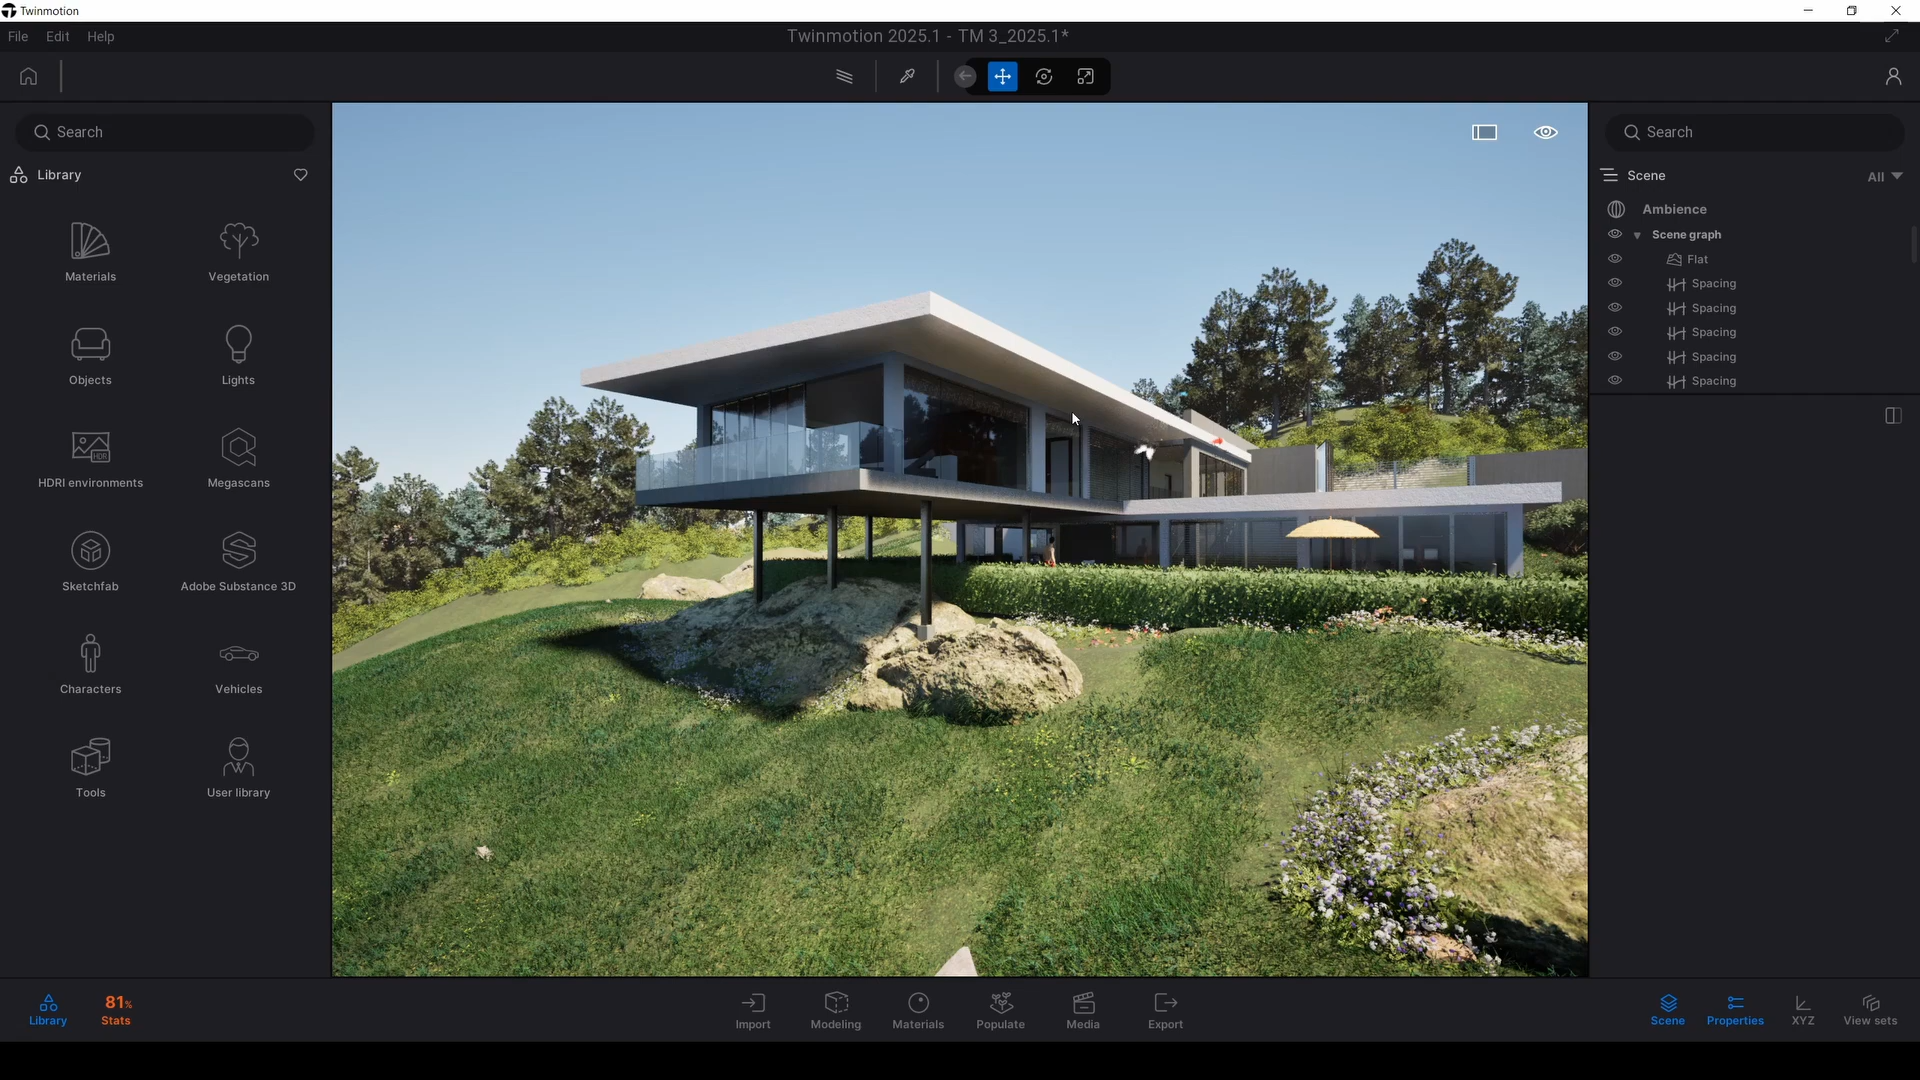 Twinmotion
File Edit Help
Twinmotion 2025.1 - TM 3_2025.1*
Search
Library
Materials
Vegetation
Objects
Lights
HDRI environments
Megascans
Sketchfab
Adobe Substance 3D
Characters
Vehicles
Tools
User library
Search
Scene
All
Ambience
Scene graph
Flat
Spacing
Spacing
Spacing
Spacing
Spacing
Library
81%
Stats
Import
Modeling
Materials
Populate
Media
Export
Scene
Properties
XYZ
View sets